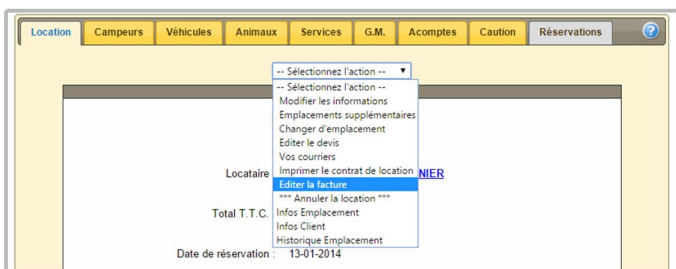 Location Campeurs Véhicules Animaux Services G.M. Acomptes Caution Réservations ?
-- Sélectionnez l'action --
-- Sélectionnez l'action --
Modifier les informations
Emplacements supplémentaires
Changer d'emplacement
Editer le devis
Vos courriers
Imprimer le contrat de location
Locataire NIER
Editer la facture
*** Annuler la location ***
Total T.T.C. Infos Emplacement
Infos Client
Historique Emplacement
Date de réservation : 13-01-2014